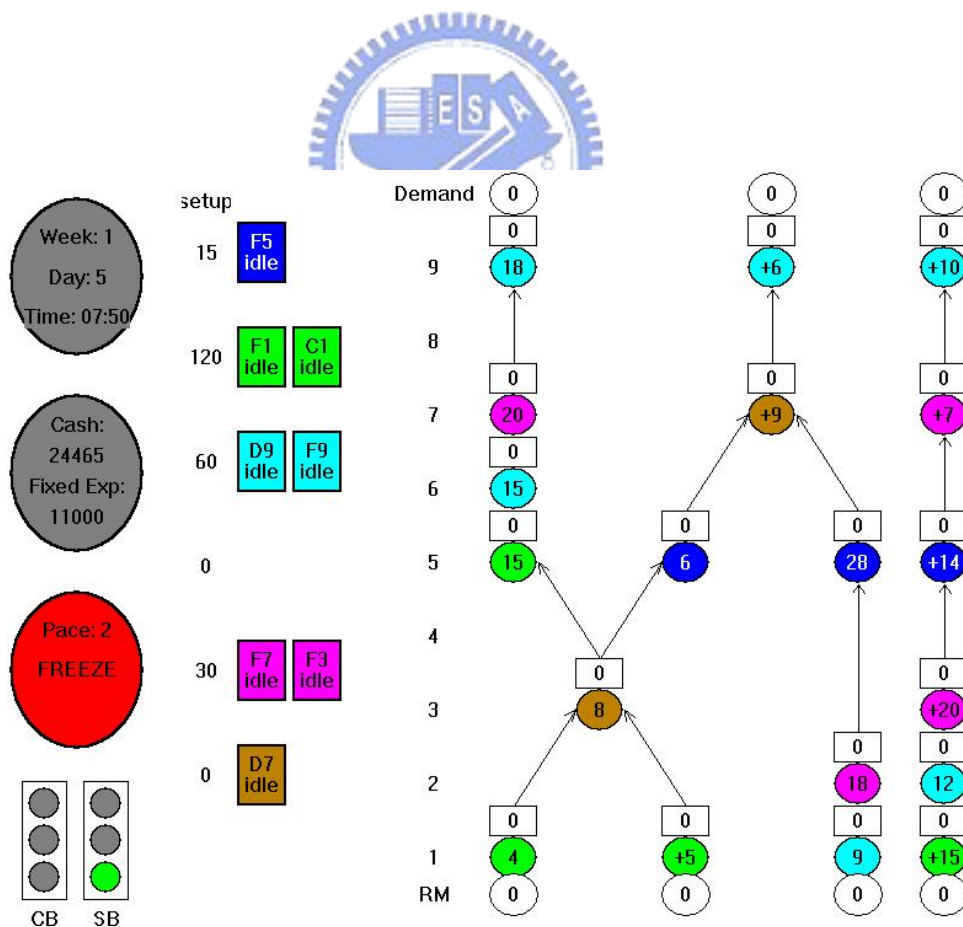 ESA
setup
Demand 0 0 0
Week: 1
Day: 5
Time: 07:50
15
F5
idle
0 0 0
9 18 +6 +10
8
120
F1
idle
C1
idle
0 0 0
7 20 +9 +7
Cash:
24465
Fixed Exp:
11000
60
D9
idle
F9
idle
0
6 15
0 0 0 0
5 15 6 28 +14
0
4
Pace: 2
FREEZE
30
F7
idle
F3
idle
0 0
3 8 +20
0
D7
idle
0 0
2 18 12
0 0 0 0
1 4 +5 9 +15
RM 0 0 0 0
CB SB